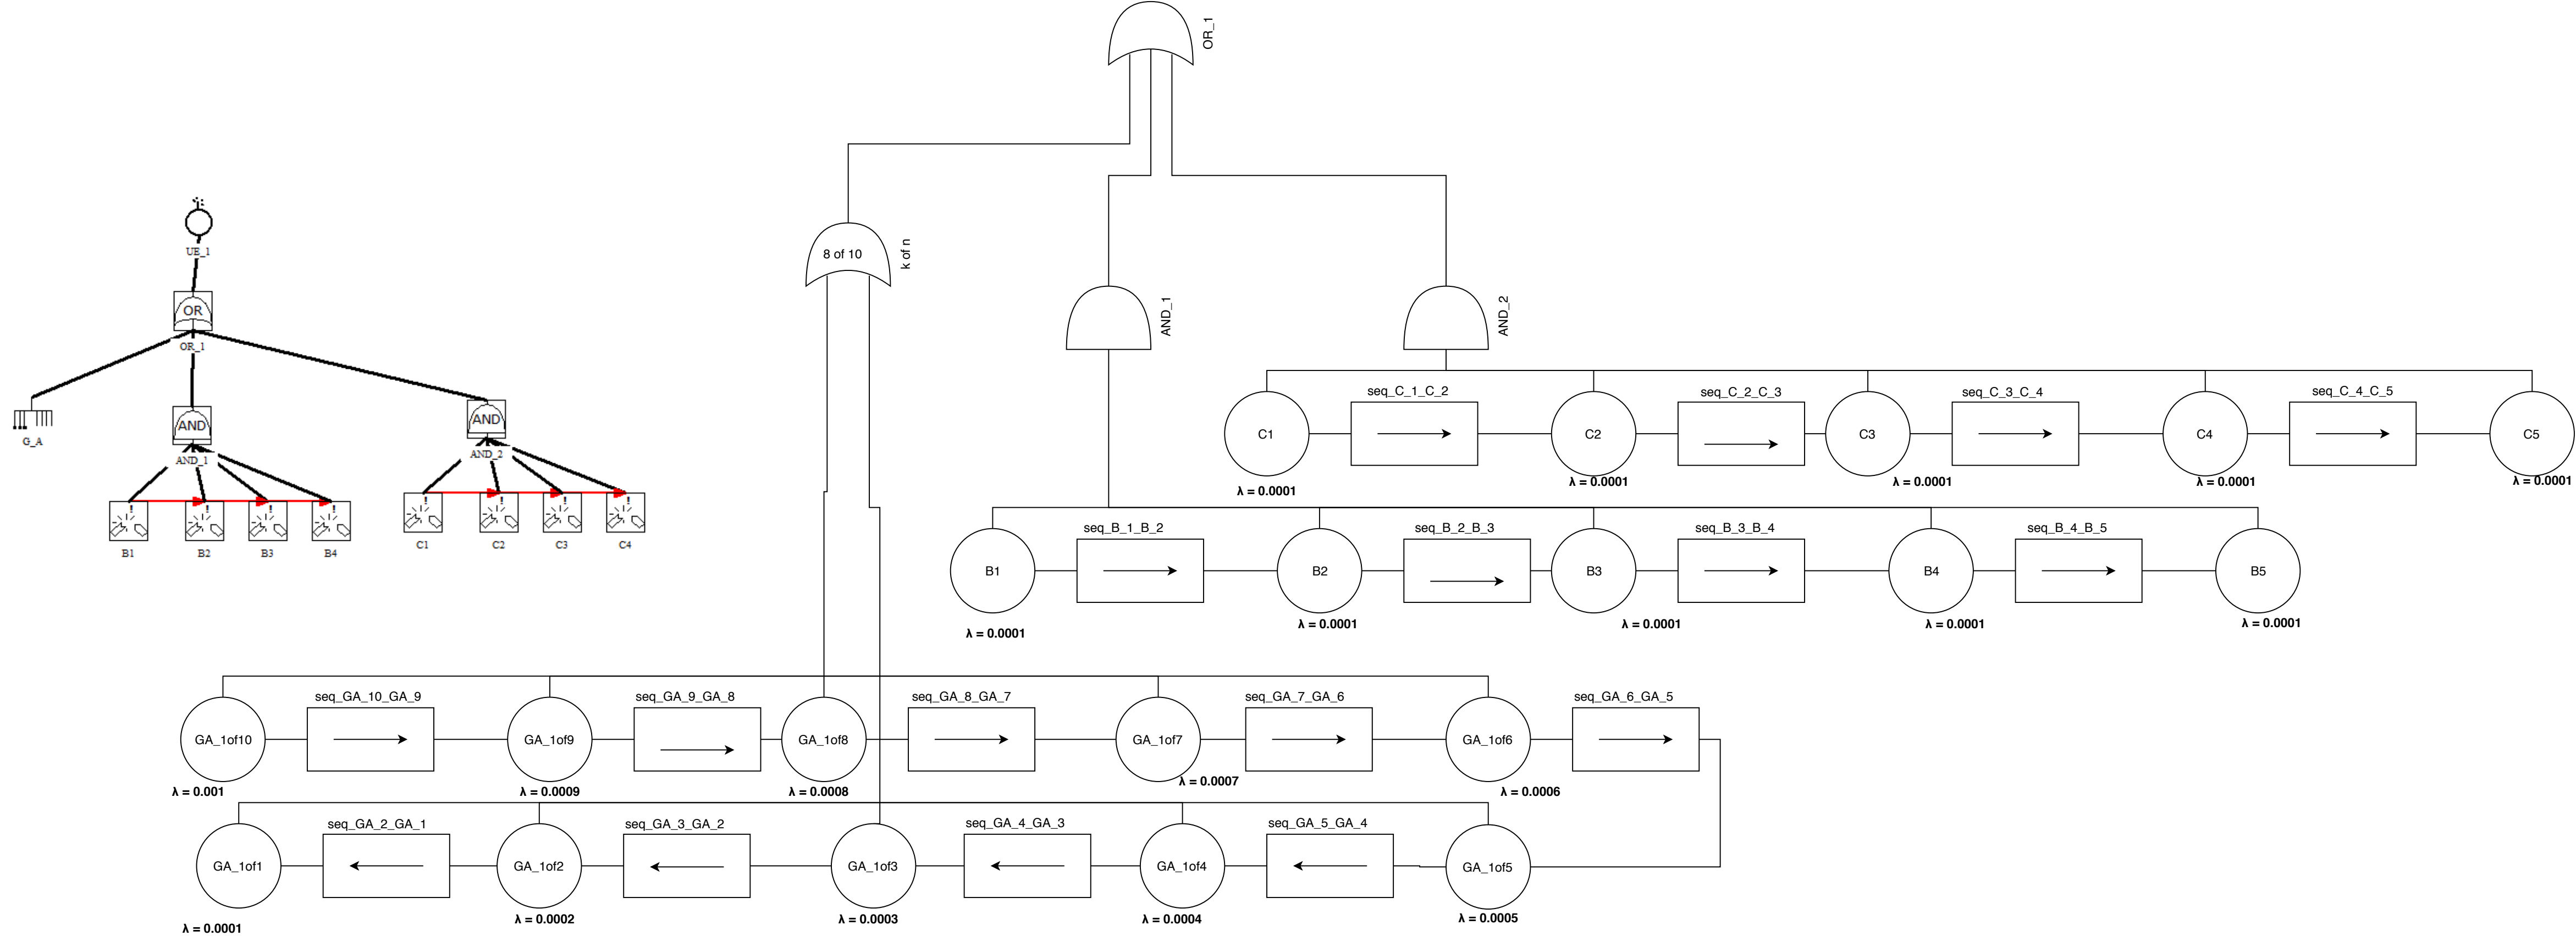 OR_1
UE_1
OR
OR_1
G_A
AND
AND_1
AND
AND_2
B1 B2 B3 B4
C1 C2 C3 C4
8 of 10
k of n
AND_1
AND_2
seq_C_1_C_2 seq_C_2_C_3 seq_C_3_C_4 seq_C_4_C_5
C1 C2 C3 C4 C5
λ = 0.0001 λ = 0.0001 λ = 0.0001 λ = 0.0001 λ = 0.0001
seq_B_1_B_2 seq_B_2_B_3 seq_B_3_B_4 seq_B_4_B_5
B1 B2 B3 B4 B5
λ = 0.0001 λ = 0.0001 λ = 0.0001 λ = 0.0001 λ = 0.0001
seq_GA_10_GA_9 seq_GA_9_GA_8 seq_GA_8_GA_7 seq_GA_7_GA_6 seq_GA_6_GA_5
GA_1of10 GA_1of9 GA_1of8 GA_1of7 GA_1of6
λ = 0.001 λ = 0.0009 λ = 0.0008 λ = 0.0007 λ = 0.0006
seq_GA_2_GA_1 seq_GA_3_GA_2 seq_GA_4_GA_3 seq_GA_5_GA_4
GA_1of1 GA_1of2 GA_1of3 GA_1of4 GA_1of5
λ = 0.0001 λ = 0.0002 λ = 0.0003 λ = 0.0004 λ = 0.0005